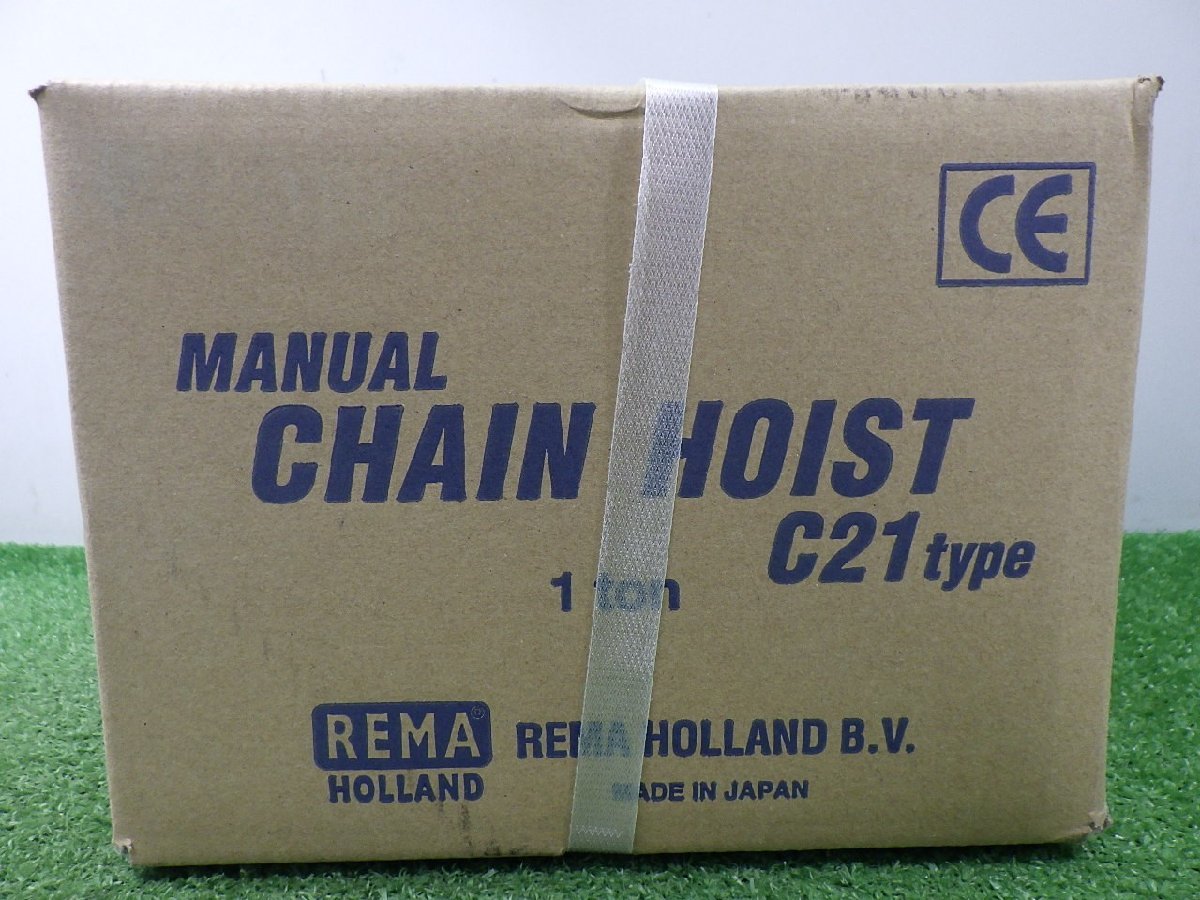 CE
MANUAL
CHAIN HOIST
C21 type
1 ton
REMA
HOLLAND
REMA HOLLAND B.V.
MADE IN JAPAN